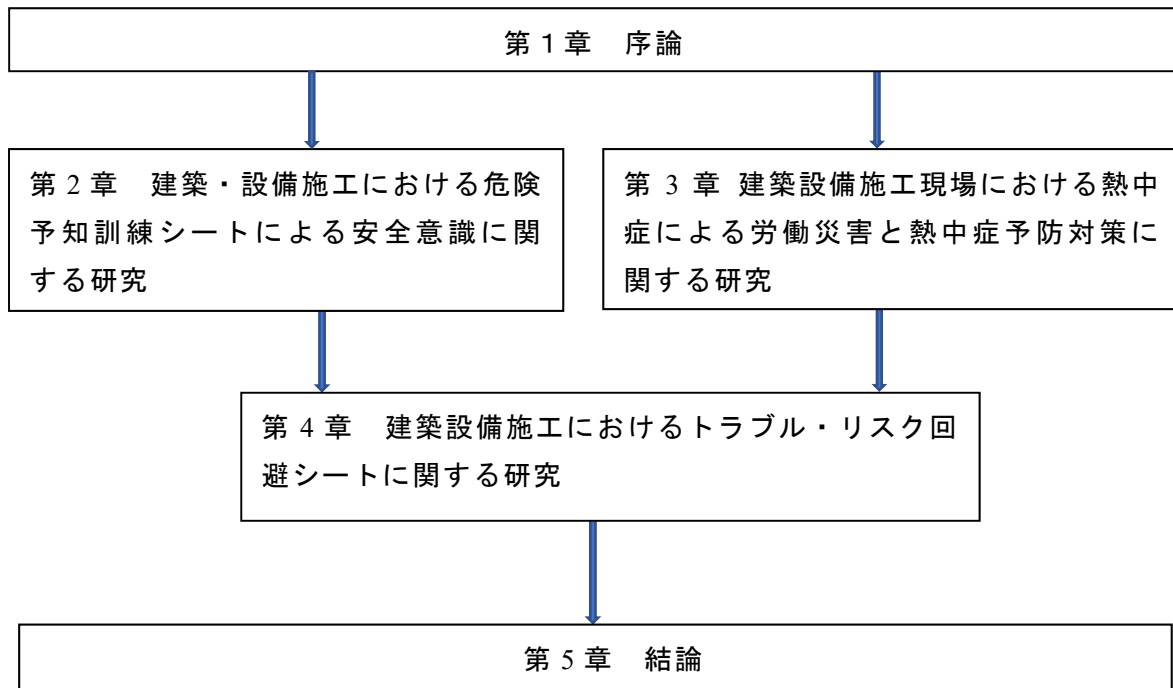 第１章　序論
第 2 章　建築・設備施工における危険
予知訓練シートによる安全意識に関
する研究
第 3 章 建築設備施工現場における熱中
症による労働災害と熱中症予防対策に
関する研究
第 4 章　建築設備施工におけるトラブル・リスク回
避シートに関する研究
第 5 章　結論